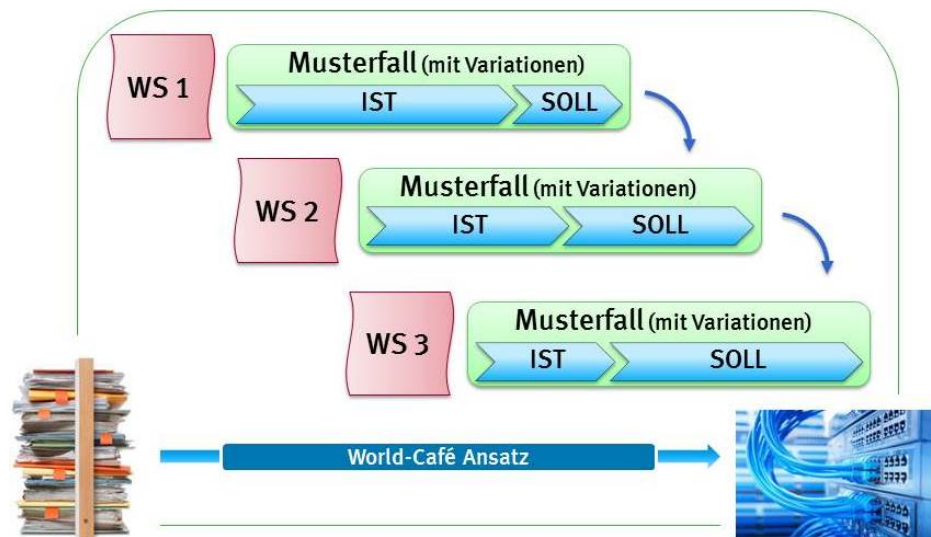 WS 1
Musterfall (mit Variationen)
IST
SOLL
WS 2
Musterfall (mit Variationen)
IST
SOLL
WS 3
Musterfall (mit Variationen)
IST
SOLL
World-Café Ansatz